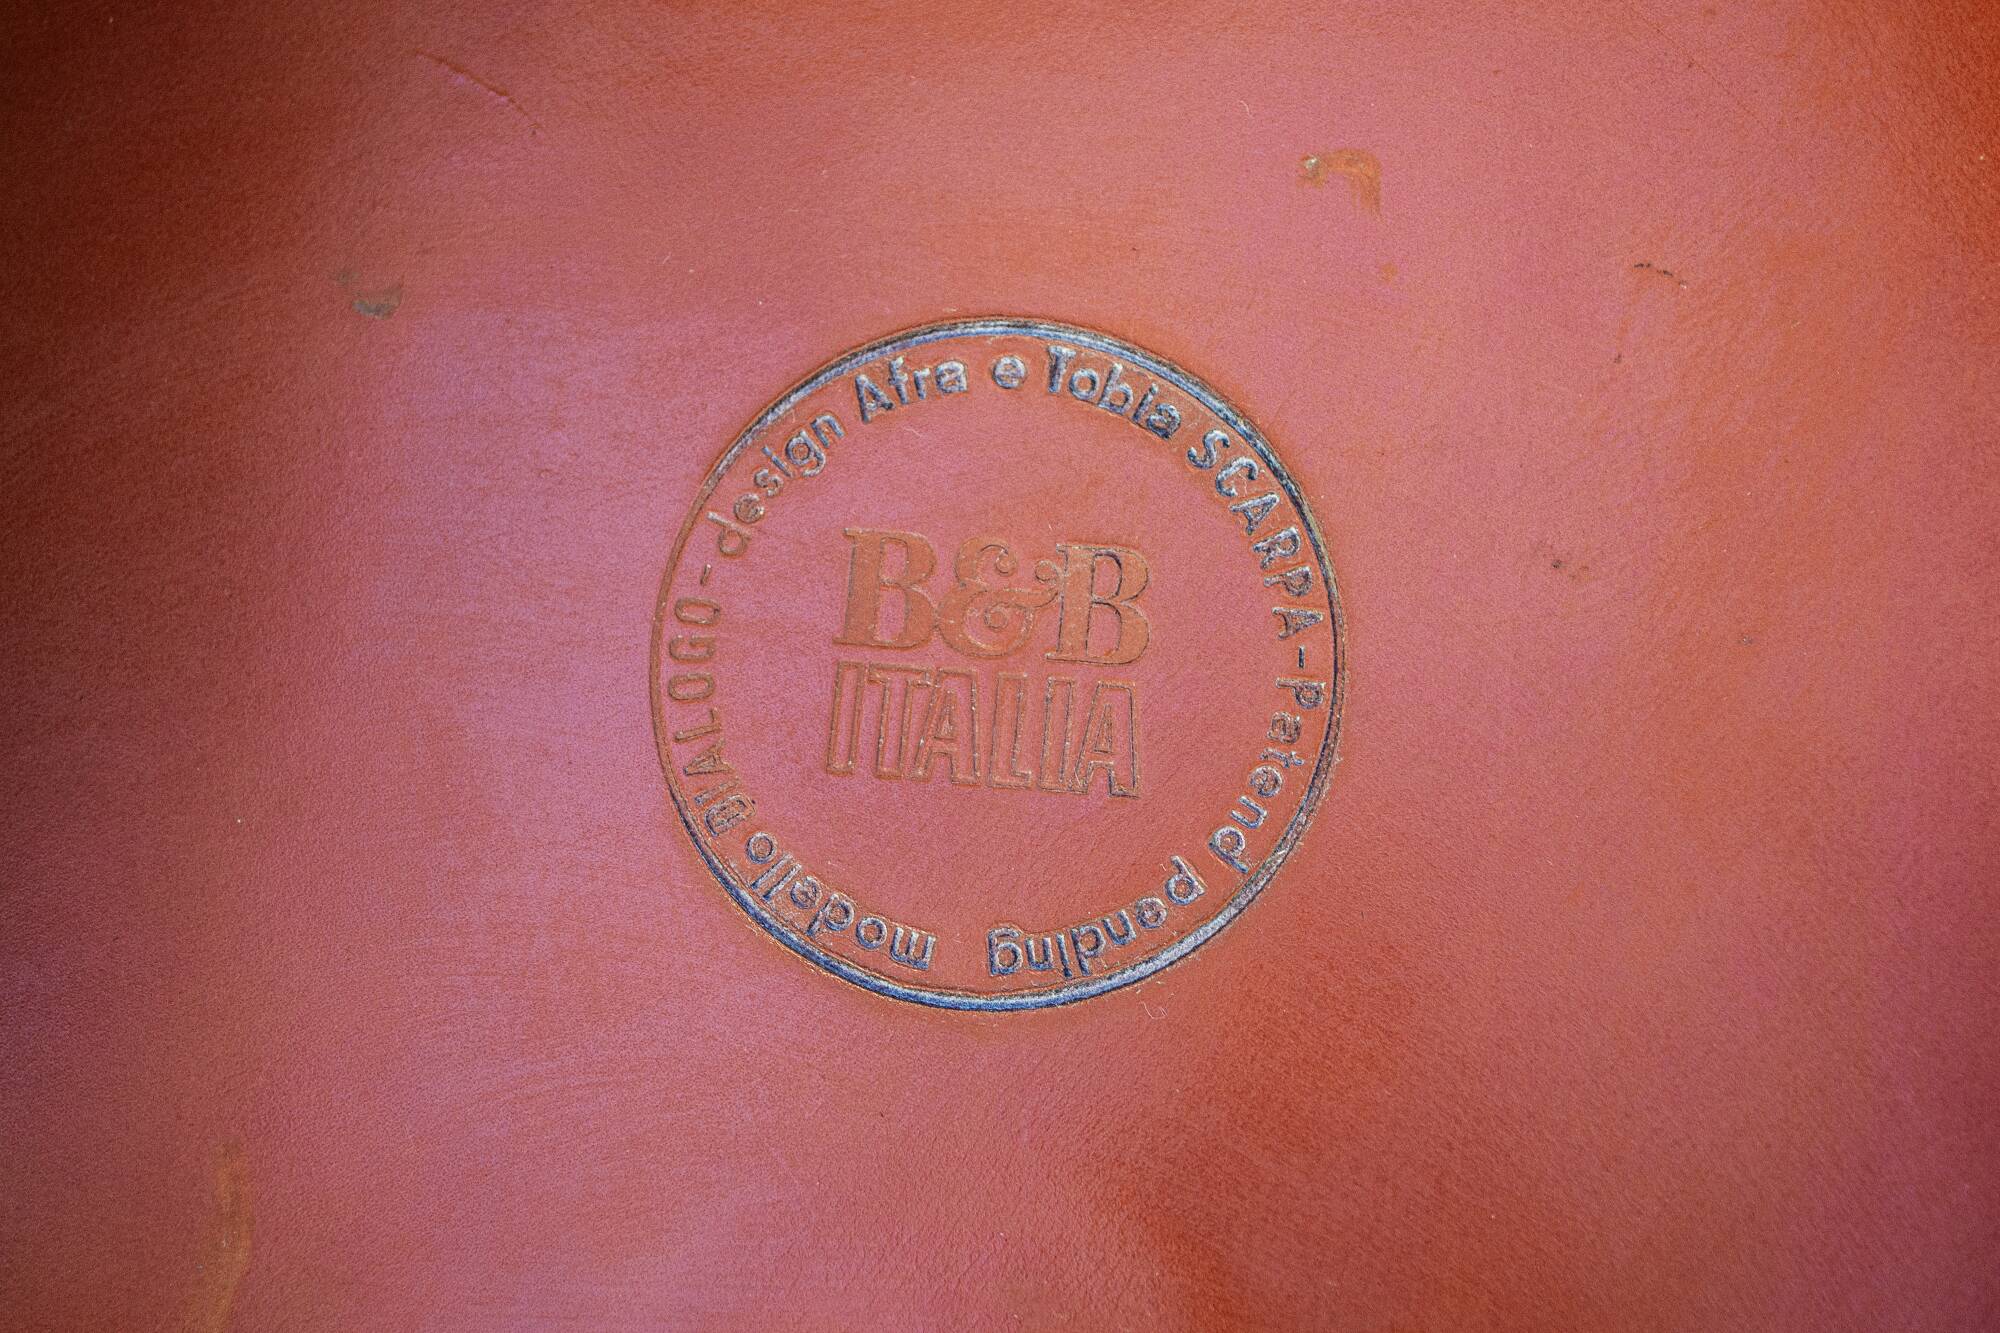 modello DIALOGO - design Afra e Tobia SCARPA - Patend pending
B&B
ITALIA